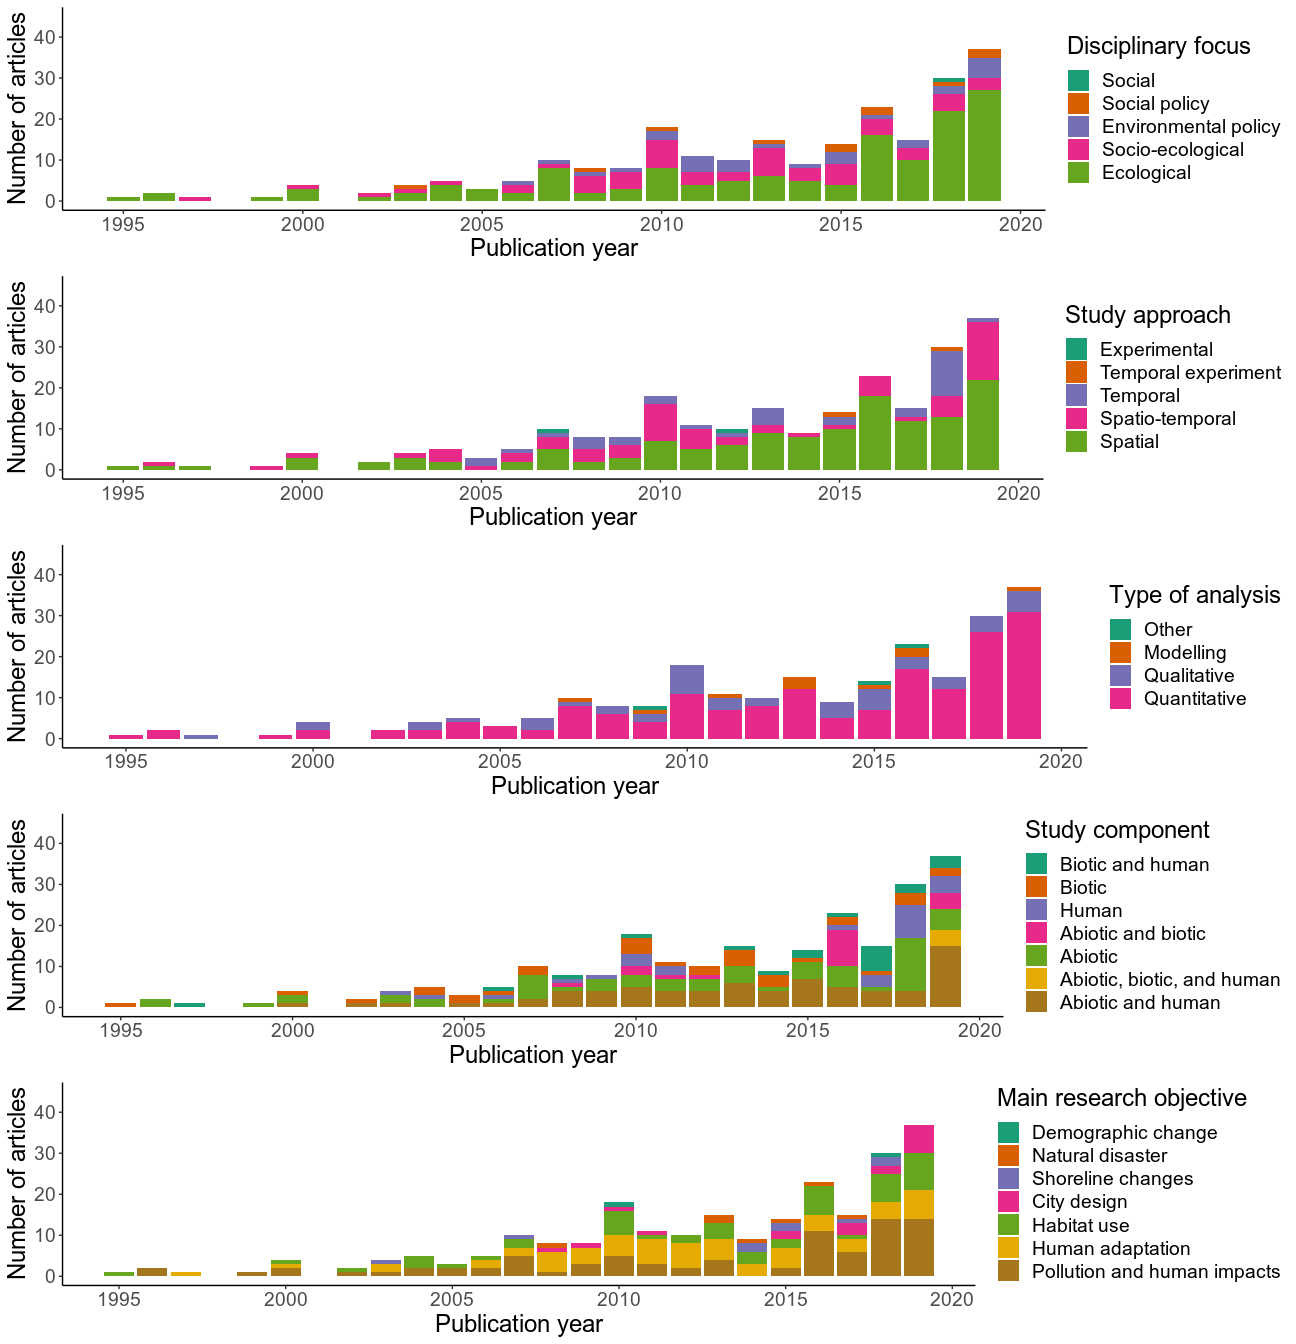 Number of articles
40
30
20
10
0
1995 2000 2005 2010 2015 2020
Publication year
Disciplinary focus
Social
Social policy
Environmental policy
Socio-ecological
Ecological
Number of articles
40
30
20
10
0
1995 2000 2005 2010 2015 2020
Publication year
Study approach
Experimental
Temporal experiment
Temporal
Spatio-temporal
Spatial
Number of articles
40
30
20
10
0
1995 2000 2005 2010 2015 2020
Publication year
Type of analysis
Other
Modelling
Qualitative
Quantitative
Number of articles
40
30
20
10
0
1995 2000 2005 2010 2015 2020
Publication year
Study component
Biotic and human
Biotic
Human
Abiotic and biotic
Abiotic
Abiotic, biotic, and human
Abiotic and human
Number of articles
40
30
20
10
0
1995 2000 2005 2010 2015 2020
Publication year
Main research objective
Demographic change
Natural disaster
Shoreline changes
City design
Habitat use
Human adaptation
Pollution and human impacts